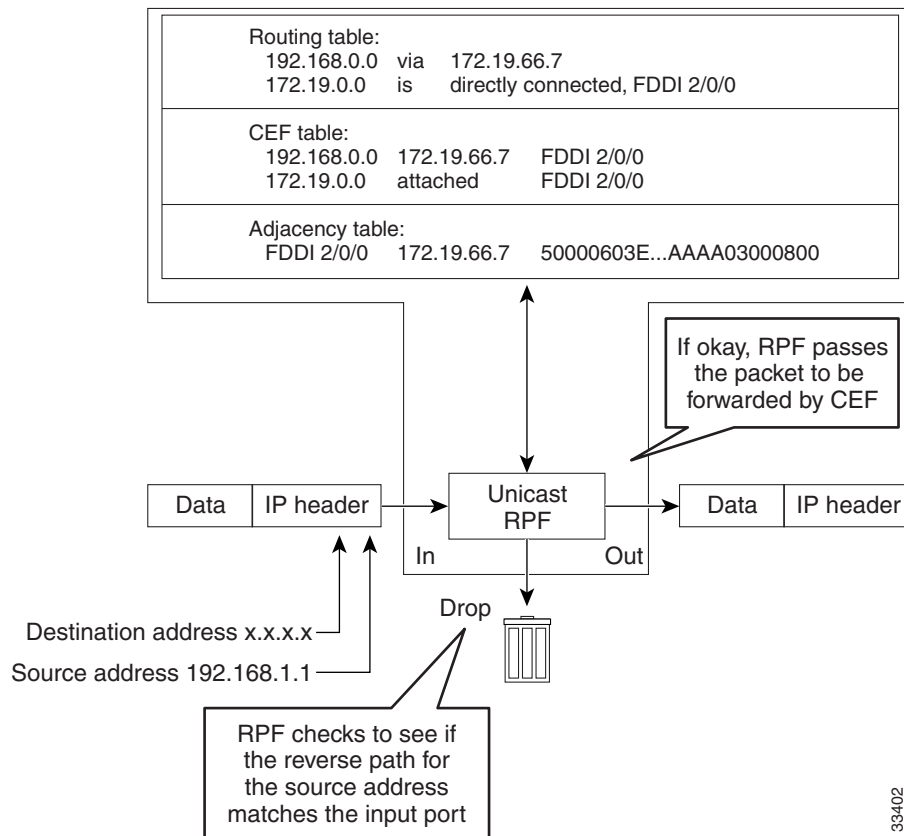 Routing table:
192.168.0.0 via 172.19.66.7
172.19.0.0 is directly connected, FDDI 2/0/0
CEF table:
192.168.0.0 172.19.66.7 FDDI 2/0/0
172.19.0.0 attached FDDI 2/0/0
Adjacency table:
FDDI 2/0/0 172.19.66.7 50000603E...AAAA03000800
If okay, RPF passes
the packet to be
forwarded by CEF
Data IP header
Unicast
RPF
Data IP header
In Out
Drop
Destination address x.x.x.x
Source address 192.168.1.1
RPF checks to see if
the reverse path for
the source address
matches the input port
33402